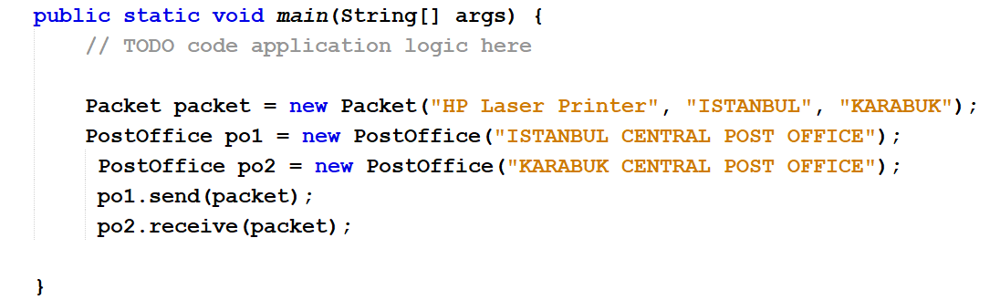 public static void main(String[] args) {
// TODO code application logic here
Packet packet = new Packet("HP Laser Printer", "ISTANBUL", "KARABUK");
PostOffice po1 = new PostOffice("ISTANBUL CENTRAL POST OFFICE");
PostOffice po2 = new PostOffice("KARABUK CENTRAL POST OFFICE");
po1.send(packet);
po2.receive(packet);
}